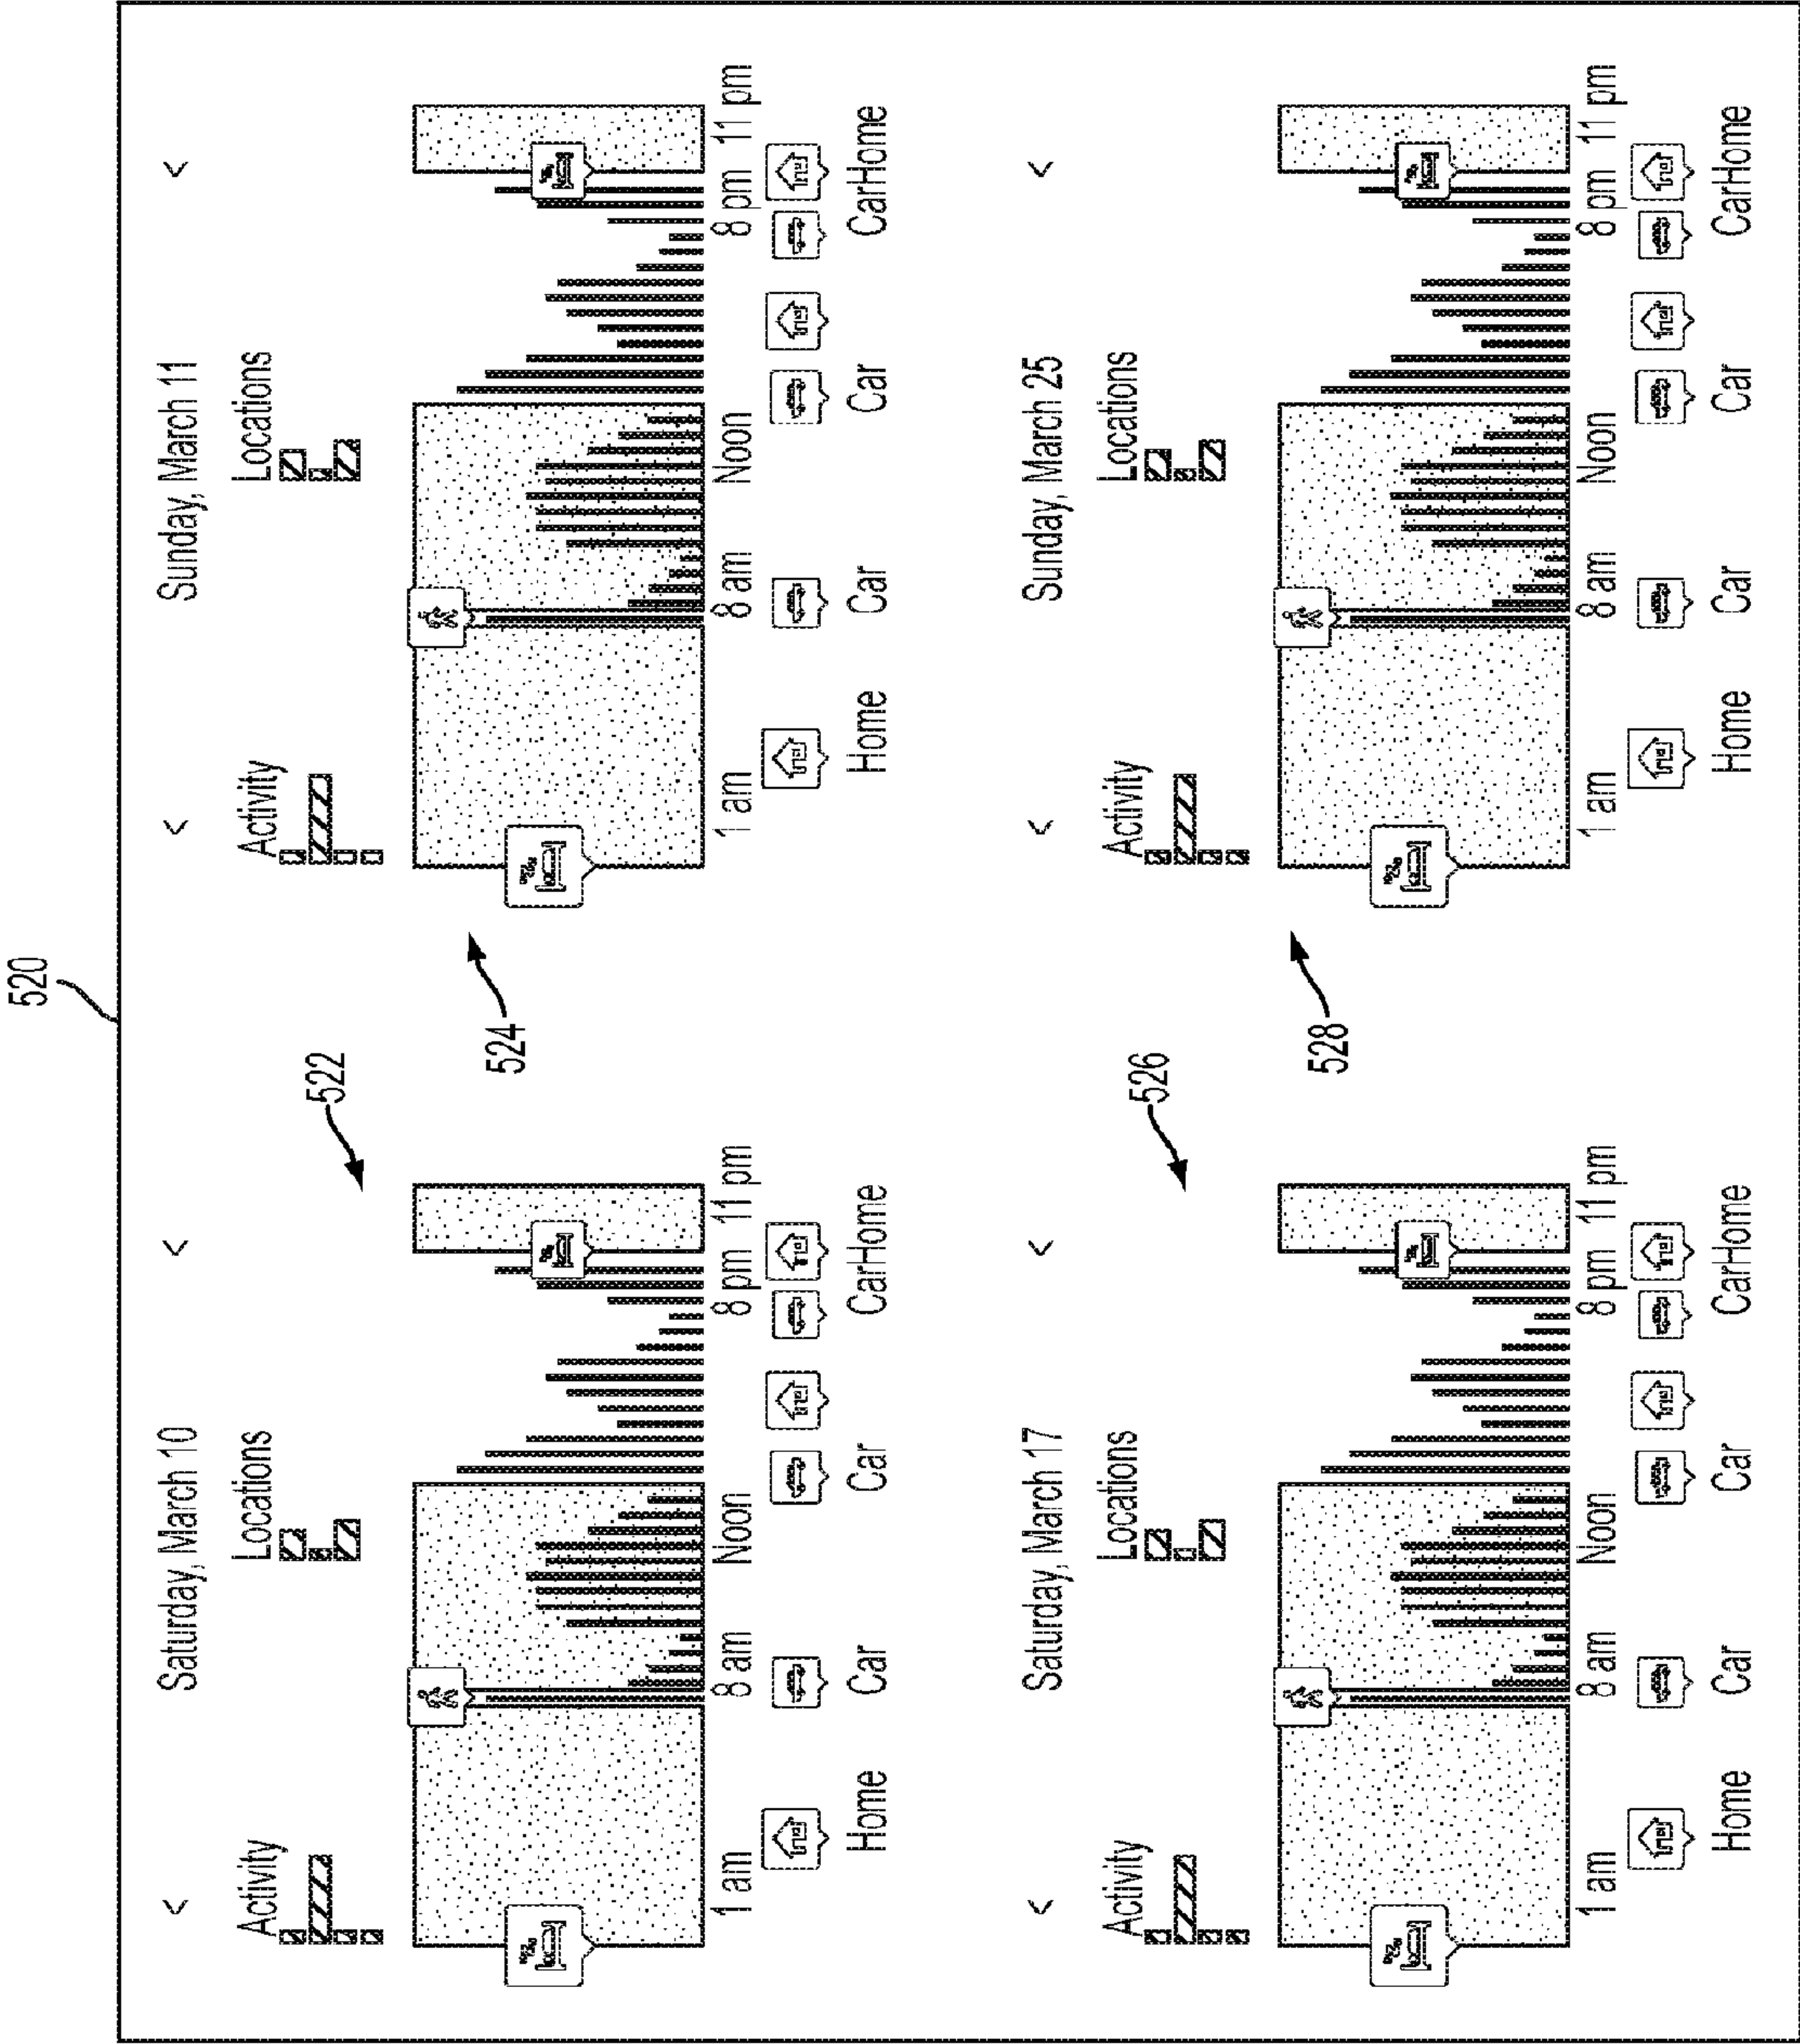 520
Saturday, March 10
Activity
Locations
1 am
8 am
Noon
8 pm
11 pm
Home
Car
Car
CarHome
522
Sunday, March 11
Activity
Locations
1 am
8 am
Noon
8 pm
11 pm
Home
Car
Car
CarHome
524
Saturday, March 17
Activity
Locations
1 am
8 am
Noon
8 pm
11 pm
Home
Car
Car
CarHome
526
Sunday, March 25
Activity
Locations
1 am
8 am
Noon
8 pm
11 pm
Home
Car
Car
CarHome
528